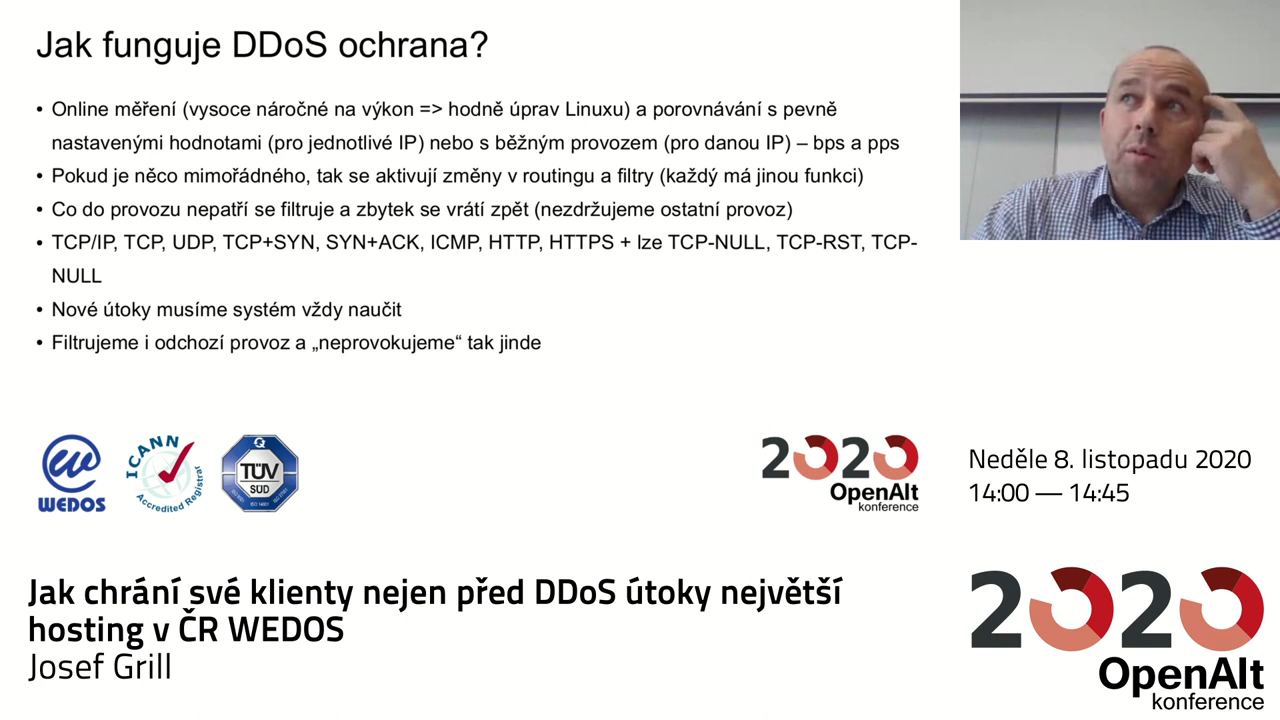 Jak funguje DDoS ochrana?
• Online měření (vysoce náročné na výkon => hodně úprav Linuxu) a porovnávání s pevně
nastavenými hodnotami (pro jednotlivé IP) nebo s běžným provozem (pro danou IP) – bps a pps
• Pokud je něco mimořádného, tak se aktivují změny v routingu a filtry (každý má jinou funkci)
• Co do provozu nepatří se filtruje a zbytek se vrátí zpět (nezdržujeme ostatní provoz)
• TCP/IP, TCP, UDP, TCP+SYN, SYN+ACK, ICMP, HTTP, HTTPS + lze TCP-NULL, TCP-RST, TCP-
NULL
• Nové útoky musíme systém vždy naučit
• Filtrujeme i odchozí provoz a „neprovokujeme“ tak jinde
WEDOS
ICANN
Accredited Registrar
TÜV
SÜD
2020
OpenAlt
konference
Neděle 8. listopadu 2020
14:00 — 14:45
Jak chrání své klienty nejen před DDoS útoky největší
hosting v ČR WEDOS
Josef Grill
2020
OpenAlt
konference